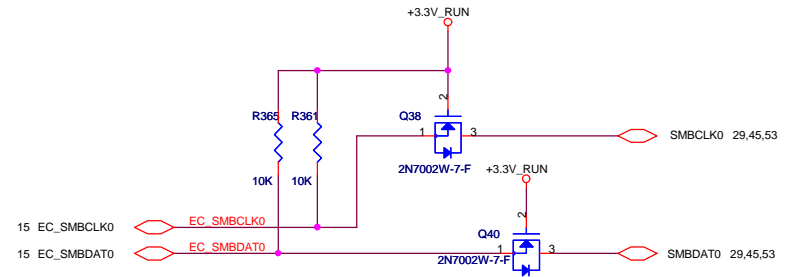 +3.3V_RUN
2
R365 R361 Q38
1 3 SMBCLK0 29,45,53
10K 10K 2N7002W-7-F +3.3V_RUN
2
15 EC_SMBCLK0 EC_SMBCLK0
Q40
15 EC_SMBDAT0 EC_SMBDAT0 1 3 SMBDAT0 29,45,53
2N7002W-7-F